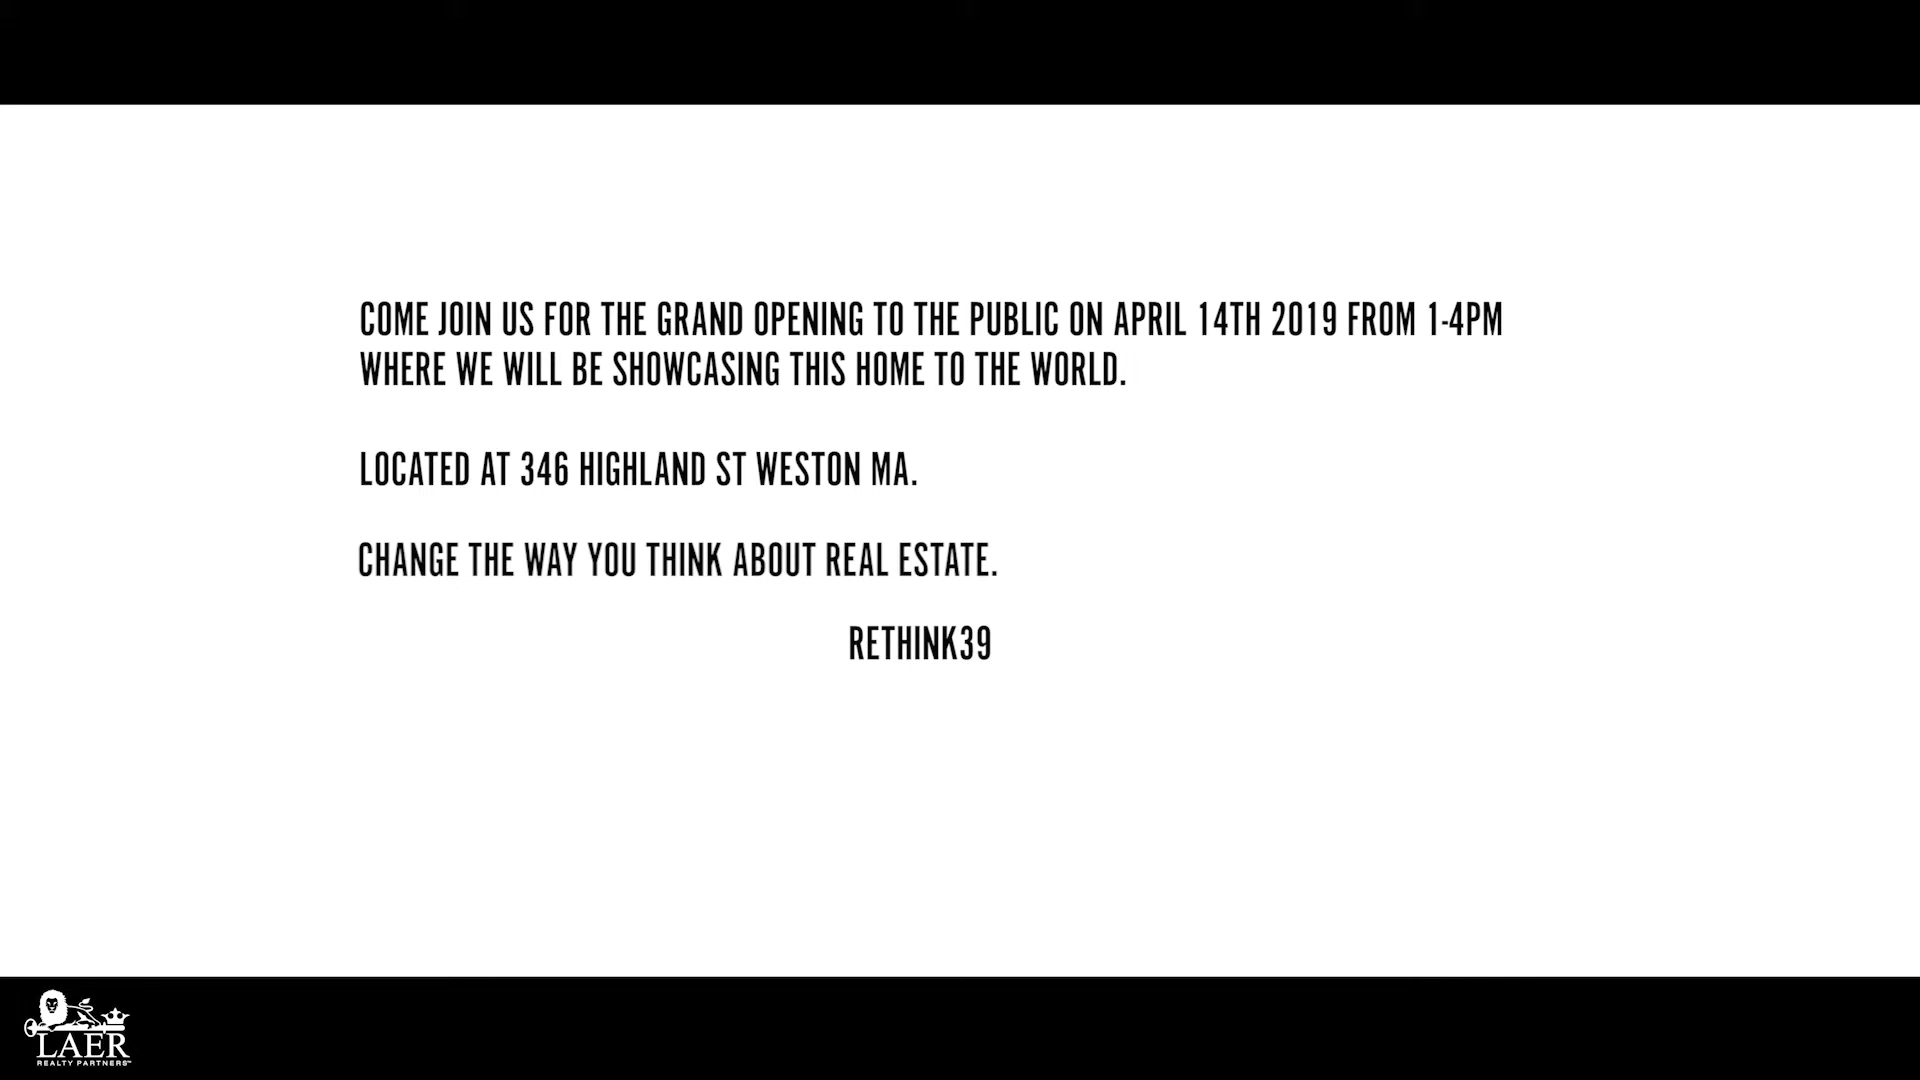 COME JOIN US FOR THE GRAND OPENING TO THE PUBLIC ON APRIL 14TH 2019 FROM 1-4PM
WHERE WE WILL BE SHOWCASING THIS HOME TO THE WORLD.
LOCATED AT 346 HIGHLAND ST WESTON MA.
CHANGE THE WAY YOU THINK ABOUT REAL ESTATE.
RETHINK39
LAER
REALTY PARTNERS™